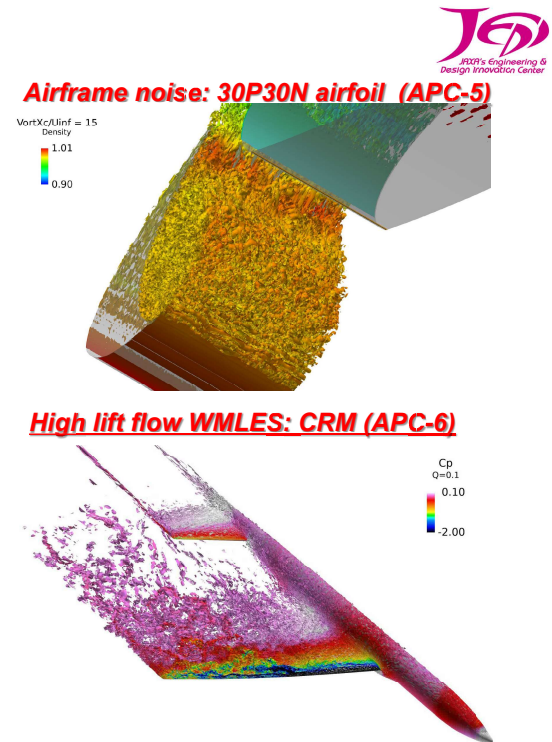 JEDI
JAXA's Engineering &
Design Innovation Center
Airframe noise: 30P30N airfoil (APC-5)
VortXc/Uinf = 15
Density
1.01
0.90
High lift flow WMLES: CRM (APC-6)
Cp
Q=0.1
0.10
-2.00